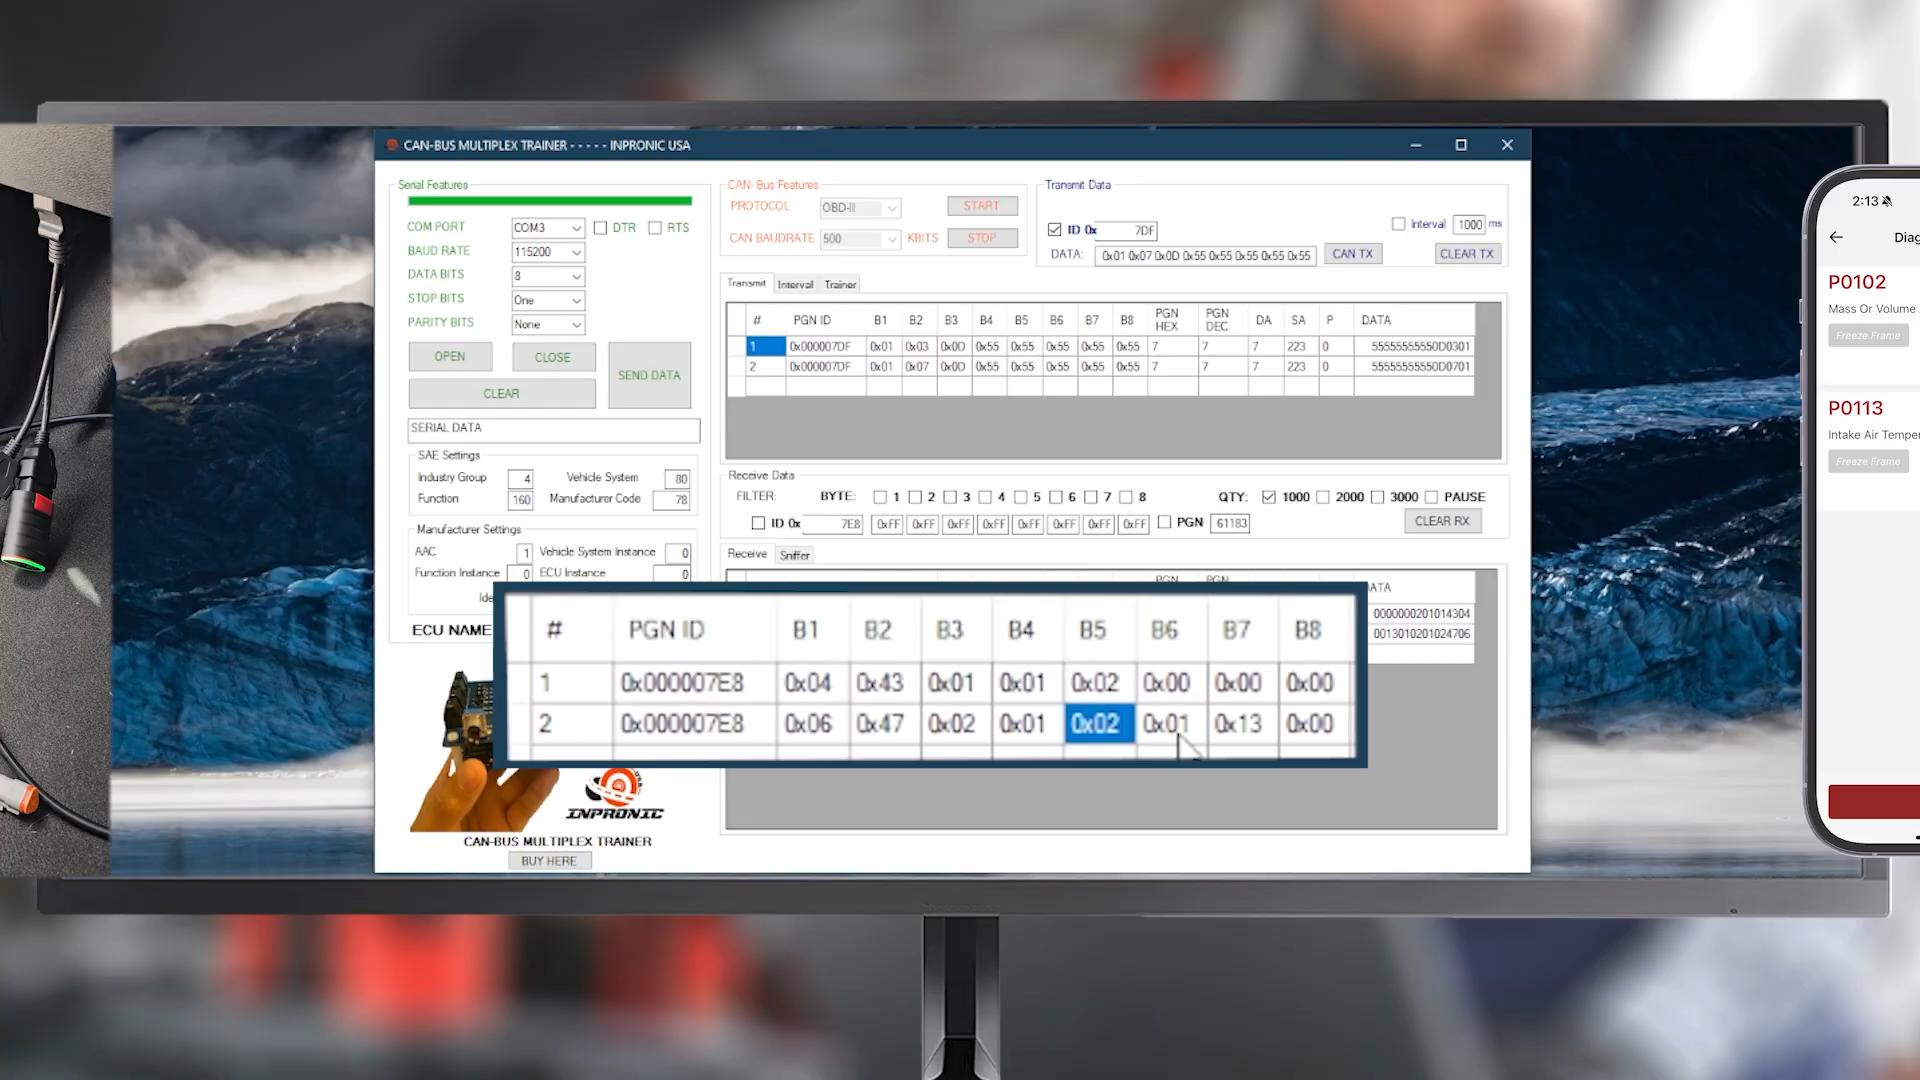 CAN-BUS MULTIPLEX TRAINER - - - - - INPRONIC USA
Serial Features
COM PORT COM3 DTR RTS
BAUD RATE 115200
DATA BITS 8
STOP BITS One
PARITY BITS None
OPEN CLOSE SEND DATA
CLEAR
SERIAL DATA
SAE Settings
Industry Group 4 Vehicle System 80
Function 160 Manufacturer Code 78
Manufacturer Settings
AAC 1 Vehicle System Instance 0
Function Instance 0 ECU Instance 0
ECU NAME
INPRONIC
USA
CAN-BUS MULTIPLEX TRAINER
BUY HERE
CAN- Bus Features
PROTOCOL OBD-II START
CAN BAUDRATE 500 KBITS STOP
Transmit Data
ID 0x 7DF Interval 1000 ms
DATA: 0x01 0x07 0x0D 0x55 0x55 0x55 0x55 0x55 CAN TX CLEAR TX
Transmit Interval Trainer
# PGN ID B1 B2 B3 B4 B5 B6 B7 B8 PGN HEX PGN DEC DA SA P DATA
1 0x000007DF 0x01 0x03 0x0D 0x55 0x55 0x55 0x55 0x55 7 7 7 223 0 55555555550D0301
2 0x000007DF 0x01 0x07 0x0D 0x55 0x55 0x55 0x55 0x55 7 7 7 223 0 55555555550D0701
Receive Data
FILTER: BYTE: 1 2 3 4 5 6 7 8 QTY: 1000 2000 3000 PAUSE
ID 0x 7E8 0xFF 0xFF 0xFF 0xFF 0xFF 0xFF 0xFF 0xFF PGN 61183 CLEAR RX
Receive Sniffer
PGN PGN
0000000201014304
0013010201024706
# PGN ID B1 B2 B3 B4 B5 B6 B7 B8
1 0x000007E8 0x04 0x43 0x01 0x01 0x02 0x00 0x00 0x00
2 0x000007E8 0x06 0x47 0x02 0x01 0x02 0x01 0x13 0x00
2:13
Diag
P0102
Mass Or Volume
Freeze Frame
P0113
Intake Air Temper
Freeze Frame